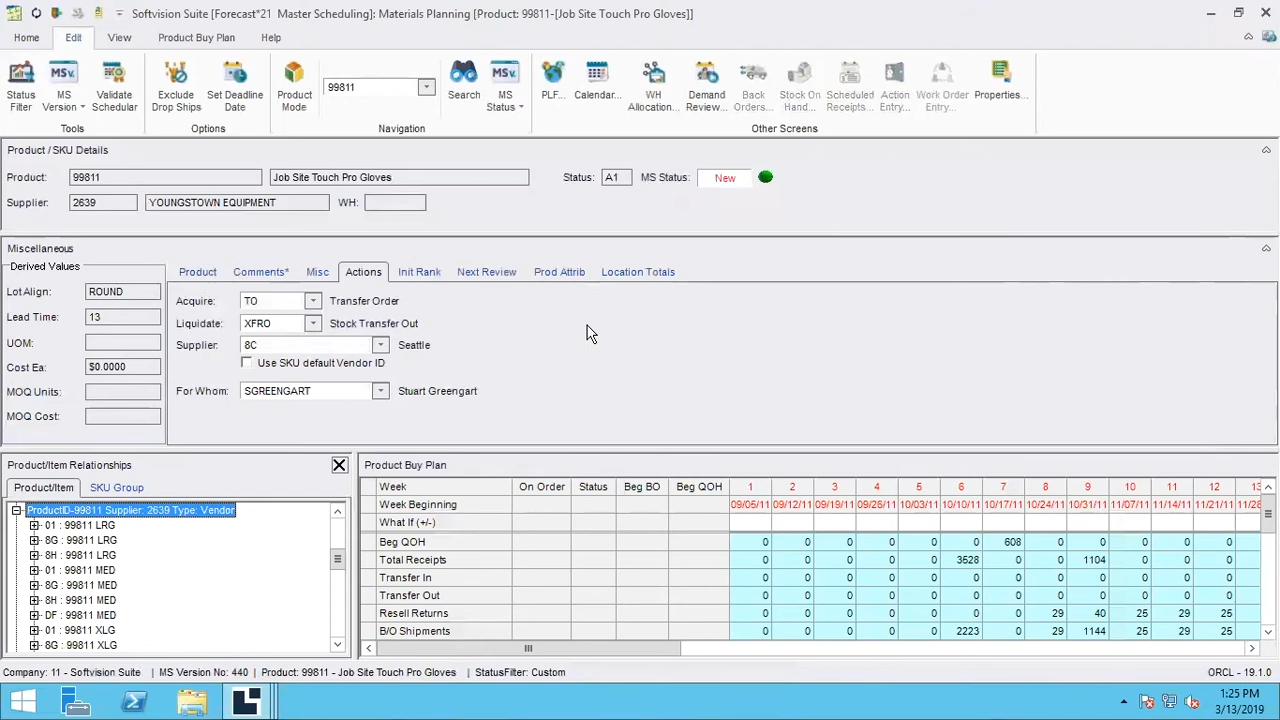 Softvision Suite [Forecast*21 Master Scheduling]: Materials Planning [Product: 99811-[Job Site Touch Pro Gloves]]
Home Edit View Product Buy Plan Help
Status Filter MS Version Validate Schedular Exclude Drop Ships Set Deadline Date Product Mode 99811 Search MS Status PLF... Calendar... WH Allocation... Demand Review... Back Orders... Stock On Hand... Scheduled Receipts... Action Entry... Work Order Entry... Properties...
Tools Options Navigation Other Screens
Product / SKU Details
Product: 99811 Job Site Touch Pro Gloves Status: A1 MS Status: New
Supplier: 2639 YOUNGSTOWN EQUIPMENT WH:
Miscellaneous
Derived Values
Lot Align: ROUND
Lead Time: 13
UOM:
Cost Ea: $0.0000
MOQ Units:
MOQ Cost:
Product Comments* Misc Actions Init Rank Next Review Prod Attrib Location Totals
Acquire: TO Transfer Order
Liquidate: XFRO Stock Transfer Out
Supplier: 8C Seattle
Use SKU default Vendor ID
For Whom: SGREENGART Stuart Greengart
Product/Item Relationships
Product/Item SKU Group
ProductID-99811 Supplier: 2639 Type: Vendor
01 : 99811 LRG
8G : 99811 LRG
8H : 99811 LRG
01 : 99811 MED
8G : 99811 MED
8H : 99811 MED
DF : 99811 MED
01 : 99811 XLG
8G : 99811 XLG
Product Buy Plan
Week On Order Status Beg BO Beg QOH 1 2 3 4 5 6 7 8 9 10 11 12 13
Week Beginning 09/05/11 09/12/11 09/19/11 09/26/11 10/03/11 10/10/11 10/17/11 10/24/11 10/31/11 11/07/11 11/14/11 11/21/11 11/28
What If (+/-)
Beg QOH 0 0 0 0 0 0 608 0 0 0 0 0
Total Receipts 0 0 0 0 0 3528 0 0 1104 0 0 0
Transfer In 0 0 0 0 0 0 0 0 0 0 0 0
Transfer Out 0 0 0 0 0 0 0 0 0 0 0 0
Resell Returns 0 0 0 0 0 0 0 29 40 25 29 25
B/O Shipments 0 0 0 0 0 2223 0 29 1144 25 29 25
Company: 11 - Softvision Suite | MS Version No: 440 | Product: 99811 - Job Site Touch Pro Gloves | StatusFilter: Custom ORCL - 19.1.0
1:25 PM
3/13/2019